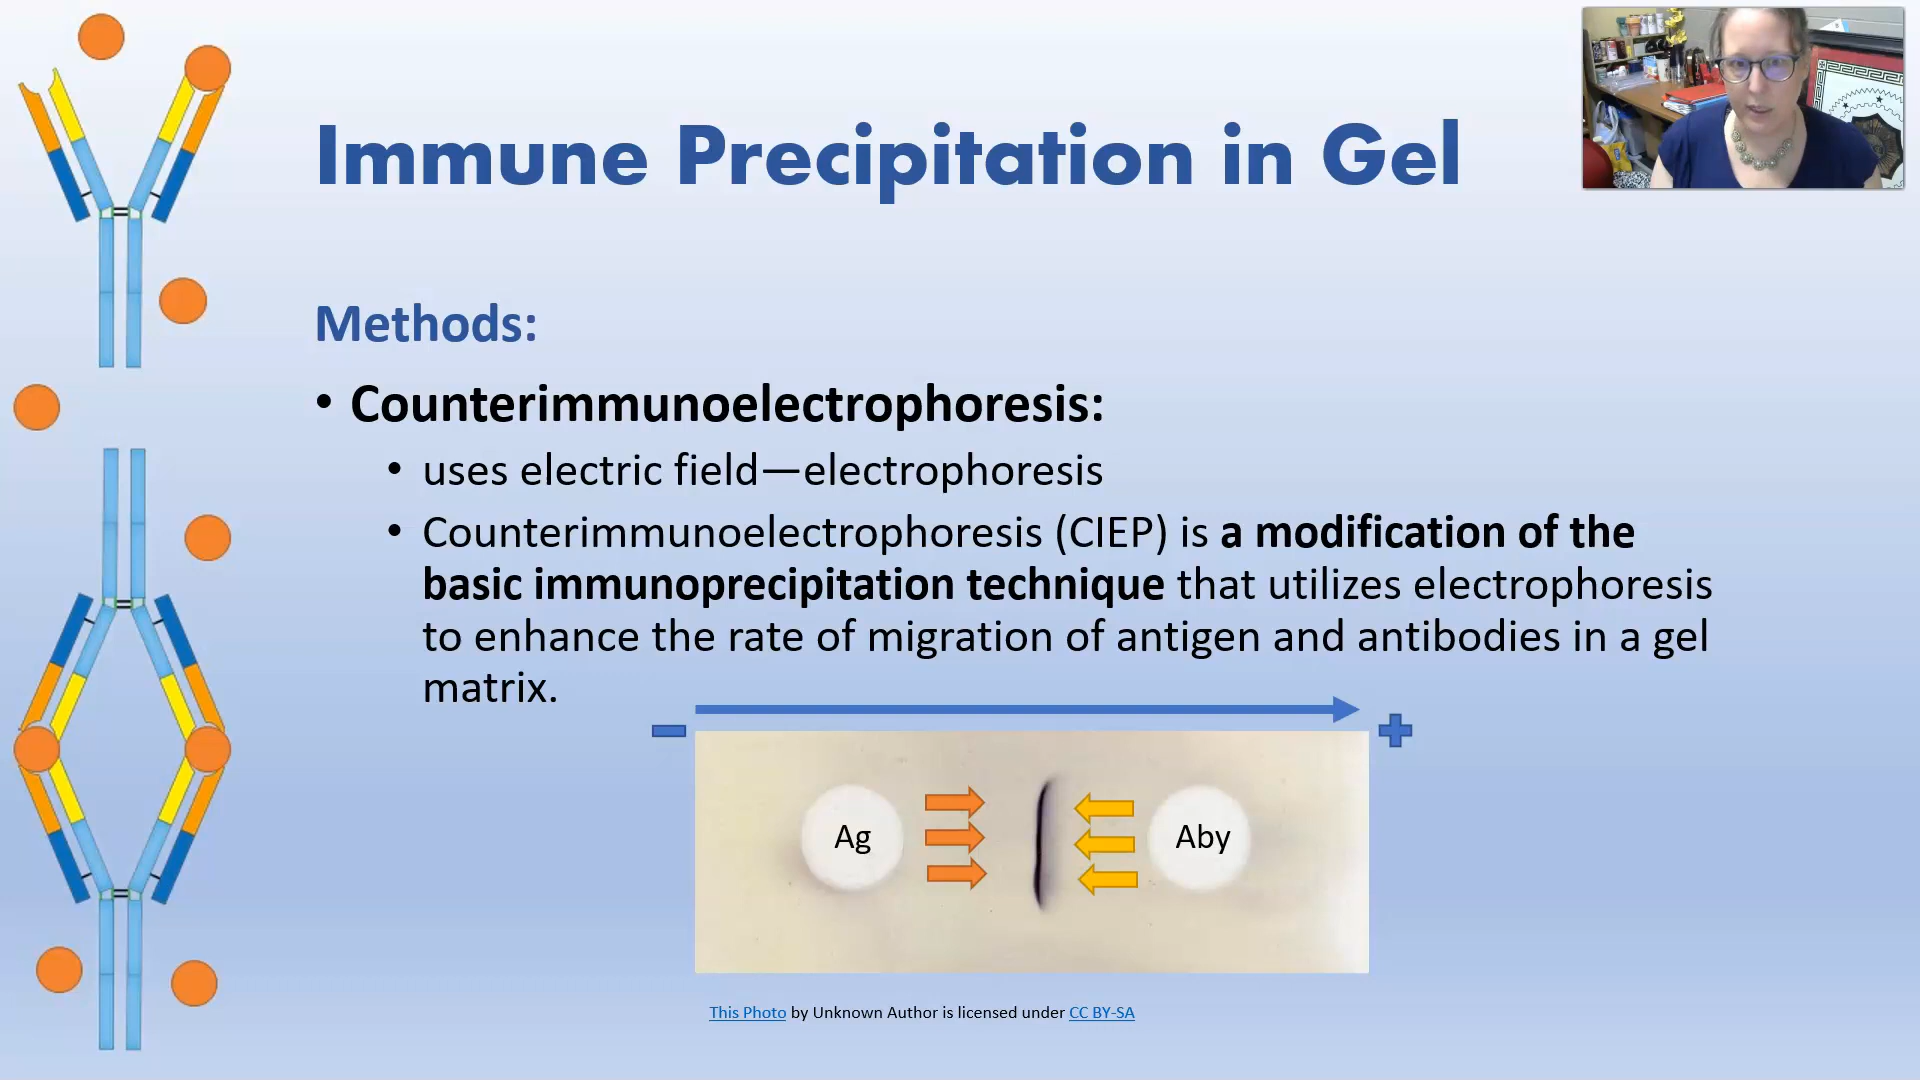 Immune Precipitation in Gel
Methods:
• Counterimmunoelectrophoresis:
• uses electric field—electrophoresis
• Counterimmunoelectrophoresis (CIEP) is a modification of the
basic immunoprecipitation technique that utilizes electrophoresis
to enhance the rate of migration of antigen and antibodies in a gel
matrix.
Ag
Aby
This Photo by Unknown Author is licensed under CC BY-SA